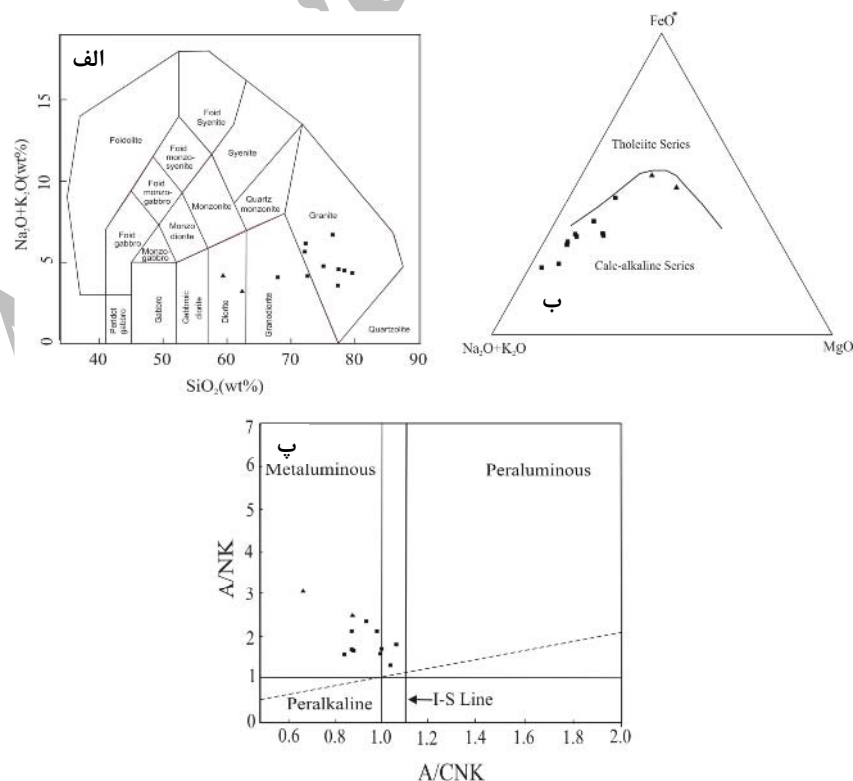 الف
Na₂O+K₂O(wt%)
15
10
5
0
Foidolite
Foid
Syenite
Foid
monzo-
syenite
Syenite
Foid
monzo-
gabbro
Monzonite
Quartz
monzonite
Granite
Foid
gabbro
Monzo
diorite
Monzo
gabbro
Peridot
gabbro
Gabbro
Gabbroic
diorite
Diorite
Granodiorite
Quartzolite
40 50 60 70 80 90
SiO₂(wt%)
FeO*
Tholeiite Series
Calc-alkaline Series
ب
Na₂O+K₂O
MgO
پ
Metaluminous
Peraluminous
A/NK
7
6
5
4
3
2
1
0
Peralkaline
I-S Line
0.6 0.8 1.0 1.2 1.4 1.6 1.8 2.0
A/CNK